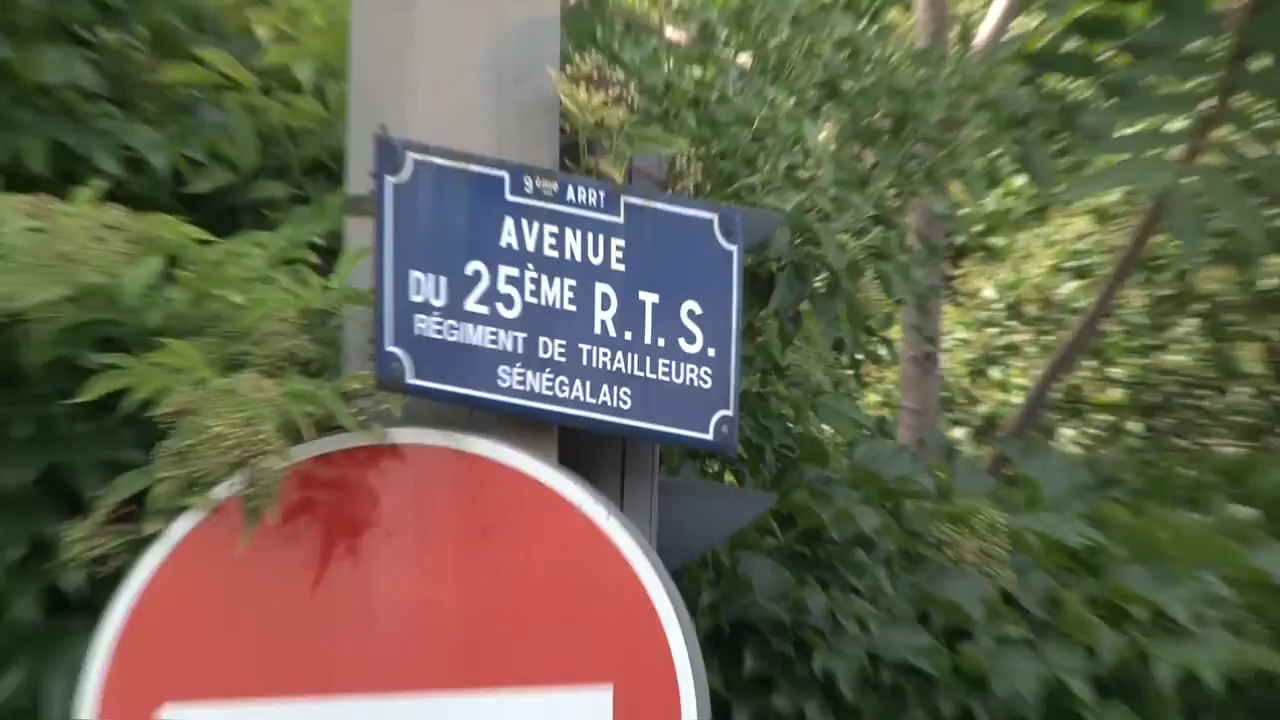 9ème ARRT
AVENUE
DU 25ÈME R.T.S.
RÉGIMENT DE TIRAILLEURS
SÉNÉGALAIS